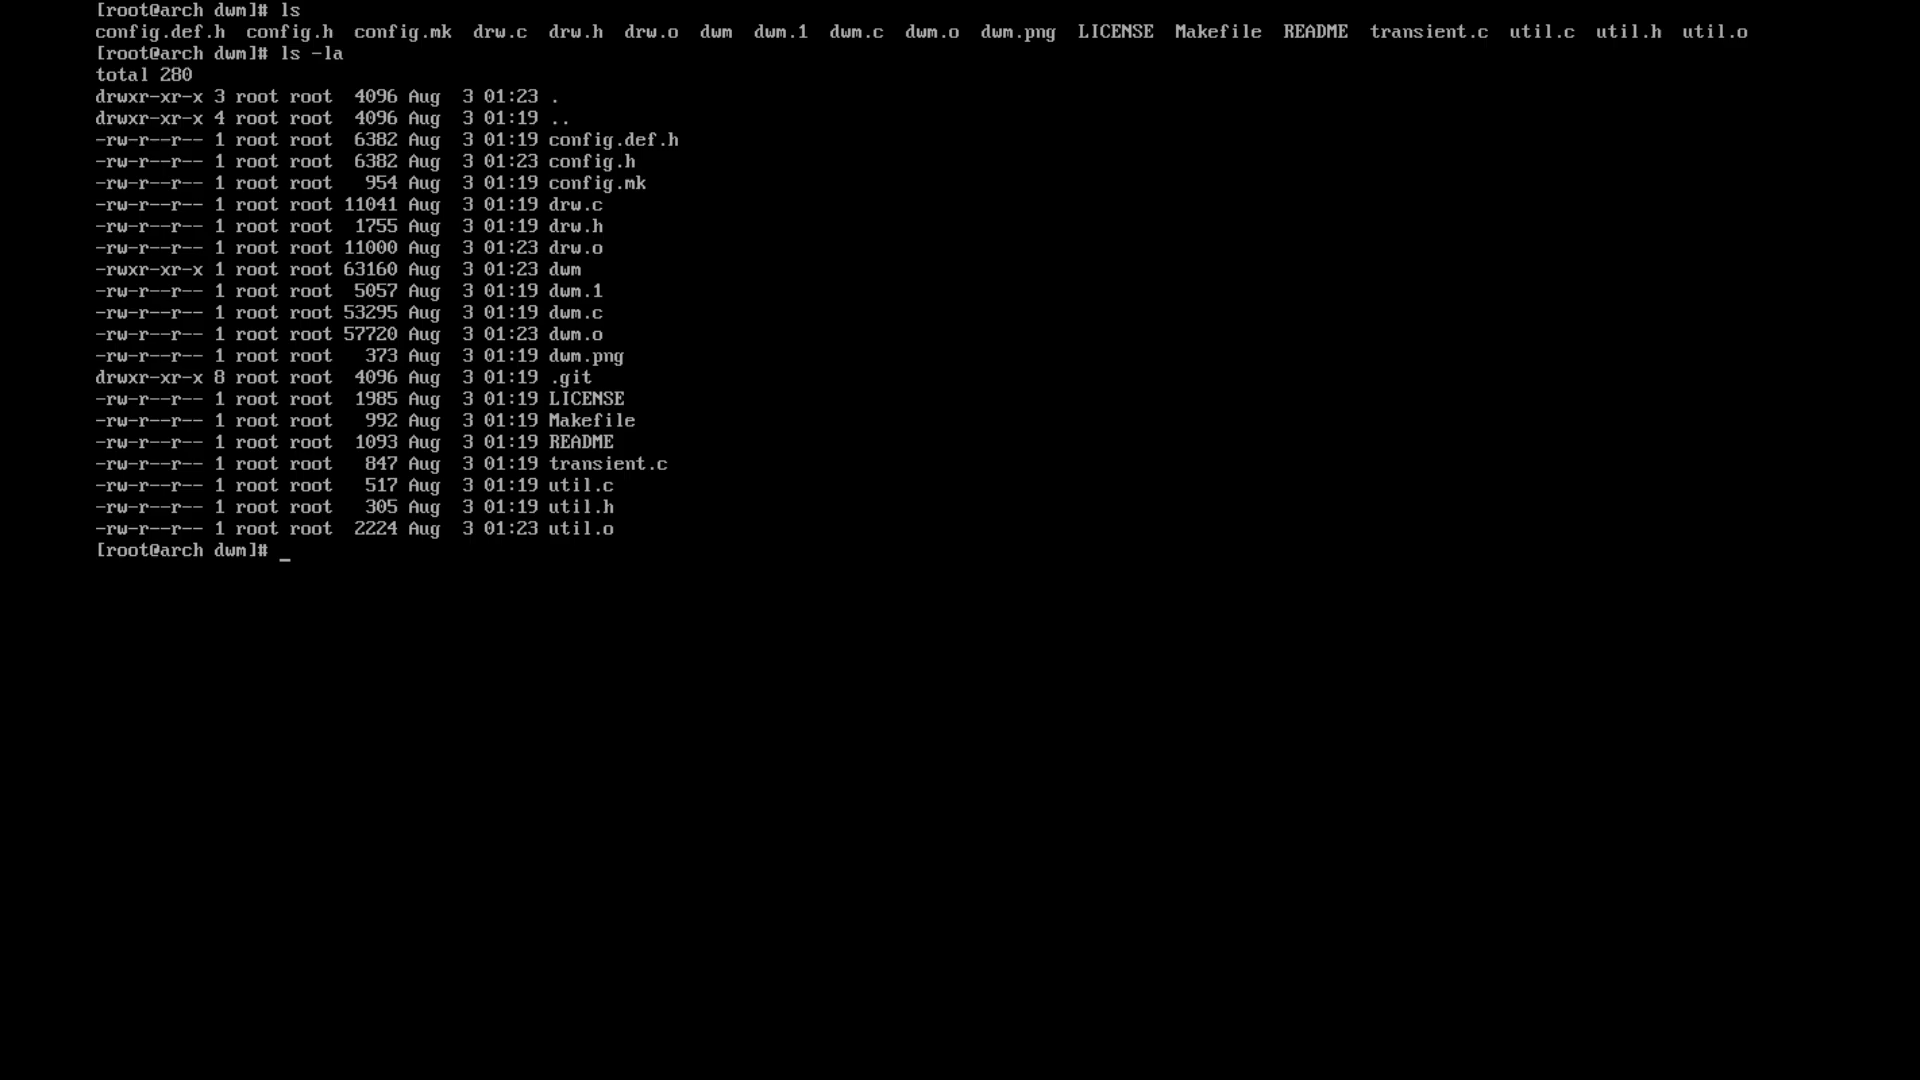 [root@arch dwm]# ls
config.def.h  config.h  config.mk  drw.c  drw.h  drw.o  dwm  dwm.1  dwm.c  dwm.o  dwm.png  LICENSE  Makefile  README  transient.c  util.c  util.h  util.o
[root@arch dwm]# ls -la
total 280
drwxr-xr-x 3 root root  4096 Aug  3 01:23 .
drwxr-xr-x 4 root root  4096 Aug  3 01:19 ..
-rw-r--r-- 1 root root  6382 Aug  3 01:19 config.def.h
-rw-r--r-- 1 root root  6382 Aug  3 01:23 config.h
-rw-r--r-- 1 root root   954 Aug  3 01:19 config.mk
-rw-r--r-- 1 root root 11041 Aug  3 01:19 drw.c
-rw-r--r-- 1 root root  1755 Aug  3 01:19 drw.h
-rw-r--r-- 1 root root 11000 Aug  3 01:23 drw.o
-rwxr-xr-x 1 root root 63160 Aug  3 01:23 dwm
-rw-r--r-- 1 root root  5057 Aug  3 01:19 dwm.1
-rw-r--r-- 1 root root 53295 Aug  3 01:19 dwm.c
-rw-r--r-- 1 root root 57720 Aug  3 01:23 dwm.o
-rw-r--r-- 1 root root   373 Aug  3 01:19 dwm.png
drwxr-xr-x 8 root root  4096 Aug  3 01:19 .git
-rw-r--r-- 1 root root  1985 Aug  3 01:19 LICENSE
-rw-r--r-- 1 root root   992 Aug  3 01:19 Makefile
-rw-r--r-- 1 root root  1093 Aug  3 01:19 README
-rw-r--r-- 1 root root   847 Aug  3 01:19 transient.c
-rw-r--r-- 1 root root   517 Aug  3 01:19 util.c
-rw-r--r-- 1 root root   305 Aug  3 01:19 util.h
-rw-r--r-- 1 root root  2224 Aug  3 01:23 util.o
[root@arch dwm]# _